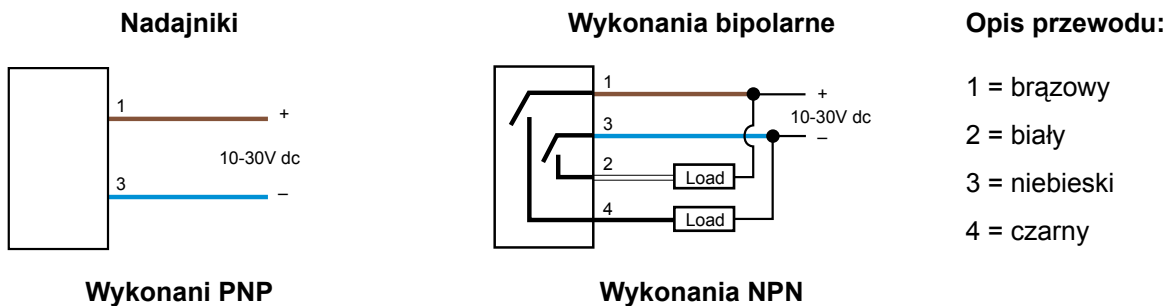 Nadajniki
1
+
10-30V dc
3
–
Wykonani PNP
Wykonania bipolarne
1
+
10-30V dc
3
–
2
Load
4
Load
Wykonania NPN
Opis przewodu:
1 = brązowy
2 = biały
3 = niebieski
4 = czarny